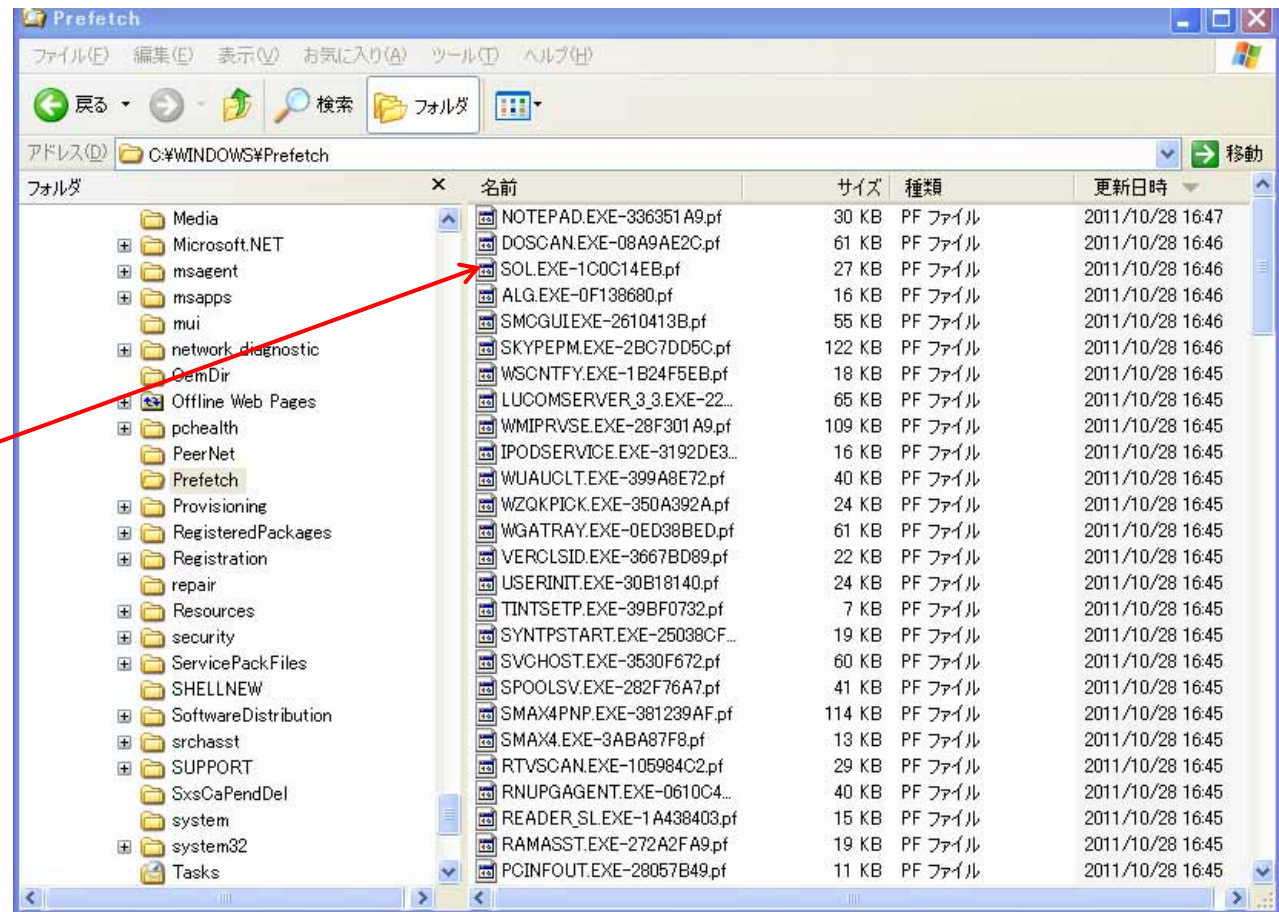 Prefetch
ファイル(F) 編集(E) 表示(V) お気に入り(A) ツール(T) ヘルプ(H)
戻る 検索 フォルダ
アドレス(D) C:¥WINDOWS¥Prefetch 移動
フォルダ
Media
Microsoft.NET
msagent
msapps
mui
network diagnostic
OemDir
Offline Web Pages
pchealth
PeerNet
Prefetch
Provisioning
RegisteredPackages
Registration
repair
Resources
security
ServicePackFiles
SHELLNEW
SoftwareDistribution
srchasst
SUPPORT
SxsCaPendDel
system
system32
Tasks
名前 サイズ 種類 更新日時
NOTEPAD.EXE-336351A9.pf 30 KB PF ファイル 2011/10/28 16:47
DOSCAN.EXE-08A9AE2C.pf 61 KB PF ファイル 2011/10/28 16:46
SOL.EXE-1C0C14EB.pf 27 KB PF ファイル 2011/10/28 16:46
ALG.EXE-0F138680.pf 16 KB PF ファイル 2011/10/28 16:46
SMCGUI.EXE-2610413B.pf 55 KB PF ファイル 2011/10/28 16:46
SKYPEPM.EXE-2BC7DD5C.pf 122 KB PF ファイル 2011/10/28 16:46
WSCNTFY.EXE-1B24F5EB.pf 18 KB PF ファイル 2011/10/28 16:45
LUCOMSERVER_3_3.EXE-22... 65 KB PF ファイル 2011/10/28 16:45
WMIPRVSE.EXE-28F301A9.pf 109 KB PF ファイル 2011/10/28 16:45
IPODSERVICE.EXE-3192DE3... 16 KB PF ファイル 2011/10/28 16:45
WUAUCLT.EXE-399A8E72.pf 40 KB PF ファイル 2011/10/28 16:45
WZQKPICK.EXE-350A392A.pf 24 KB PF ファイル 2011/10/28 16:45
WGATRAY.EXE-0ED38BED.pf 61 KB PF ファイル 2011/10/28 16:45
VERCLSID.EXE-3667BD89.pf 22 KB PF ファイル 2011/10/28 16:45
USERINIT.EXE-30B18140.pf 24 KB PF ファイル 2011/10/28 16:45
TINTSETP.EXE-39BF0732.pf 7 KB PF ファイル 2011/10/28 16:45
SYNTPSTART.EXE-25038CF... 19 KB PF ファイル 2011/10/28 16:45
SVCHOST.EXE-3530F672.pf 60 KB PF ファイル 2011/10/28 16:45
SPOOLSV.EXE-282F76A7.pf 41 KB PF ファイル 2011/10/28 16:45
SMAX4PNP.EXE-381239AF.pf 114 KB PF ファイル 2011/10/28 16:45
SMAX4.EXE-3ABA87F8.pf 13 KB PF ファイル 2011/10/28 16:45
RTVSCAN.EXE-105984C2.pf 29 KB PF ファイル 2011/10/28 16:45
RNUPGAGENT.EXE-0610C4... 40 KB PF ファイル 2011/10/28 16:45
READER_SL.EXE-1A438403.pf 15 KB PF ファイル 2011/10/28 16:45
RAMASST.EXE-272A2FA9.pf 19 KB PF ファイル 2011/10/28 16:45
PCINFOUT.EXE-28057B49.pf 11 KB PF ファイル 2011/10/28 16:45